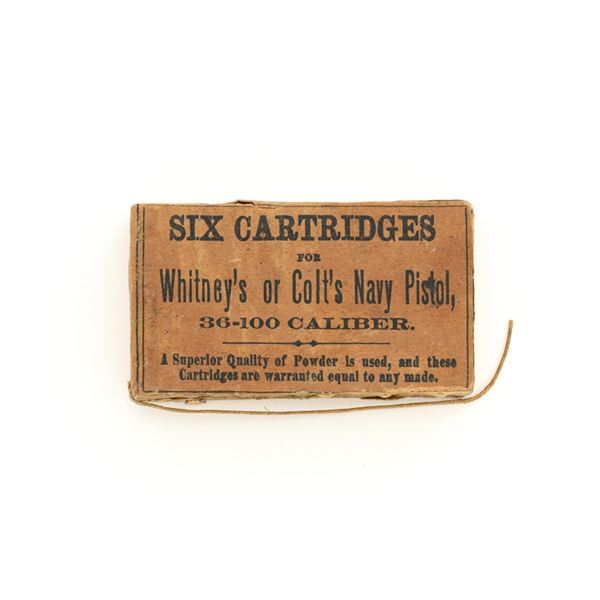 SIX CARTRIDGES
FOR
Whitney's or Colt's Navy Pistol,
36-100 CALIBER.
A Superior Quality of Powder is used, and these
Cartridges are warranted equal to any made.